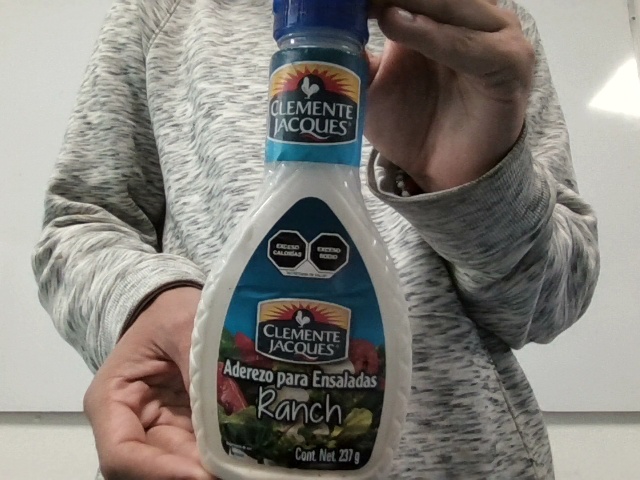 CLEMENTE
JACQUES®
EXCESO
CALORÍAS
EXCESO
SODIO
CLEMENTE
JACQUES®
Aderezo para Ensaladas
Ranch
Cont. Net. 237 g